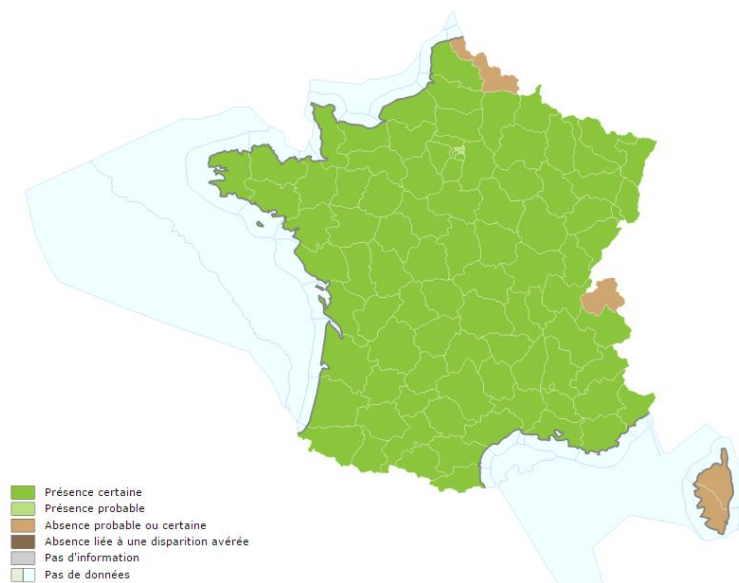 Présence certaine
Présence probable
Absence probable ou certaine
Absence liée à une disparition avérée
Pas d'information
Pas de données